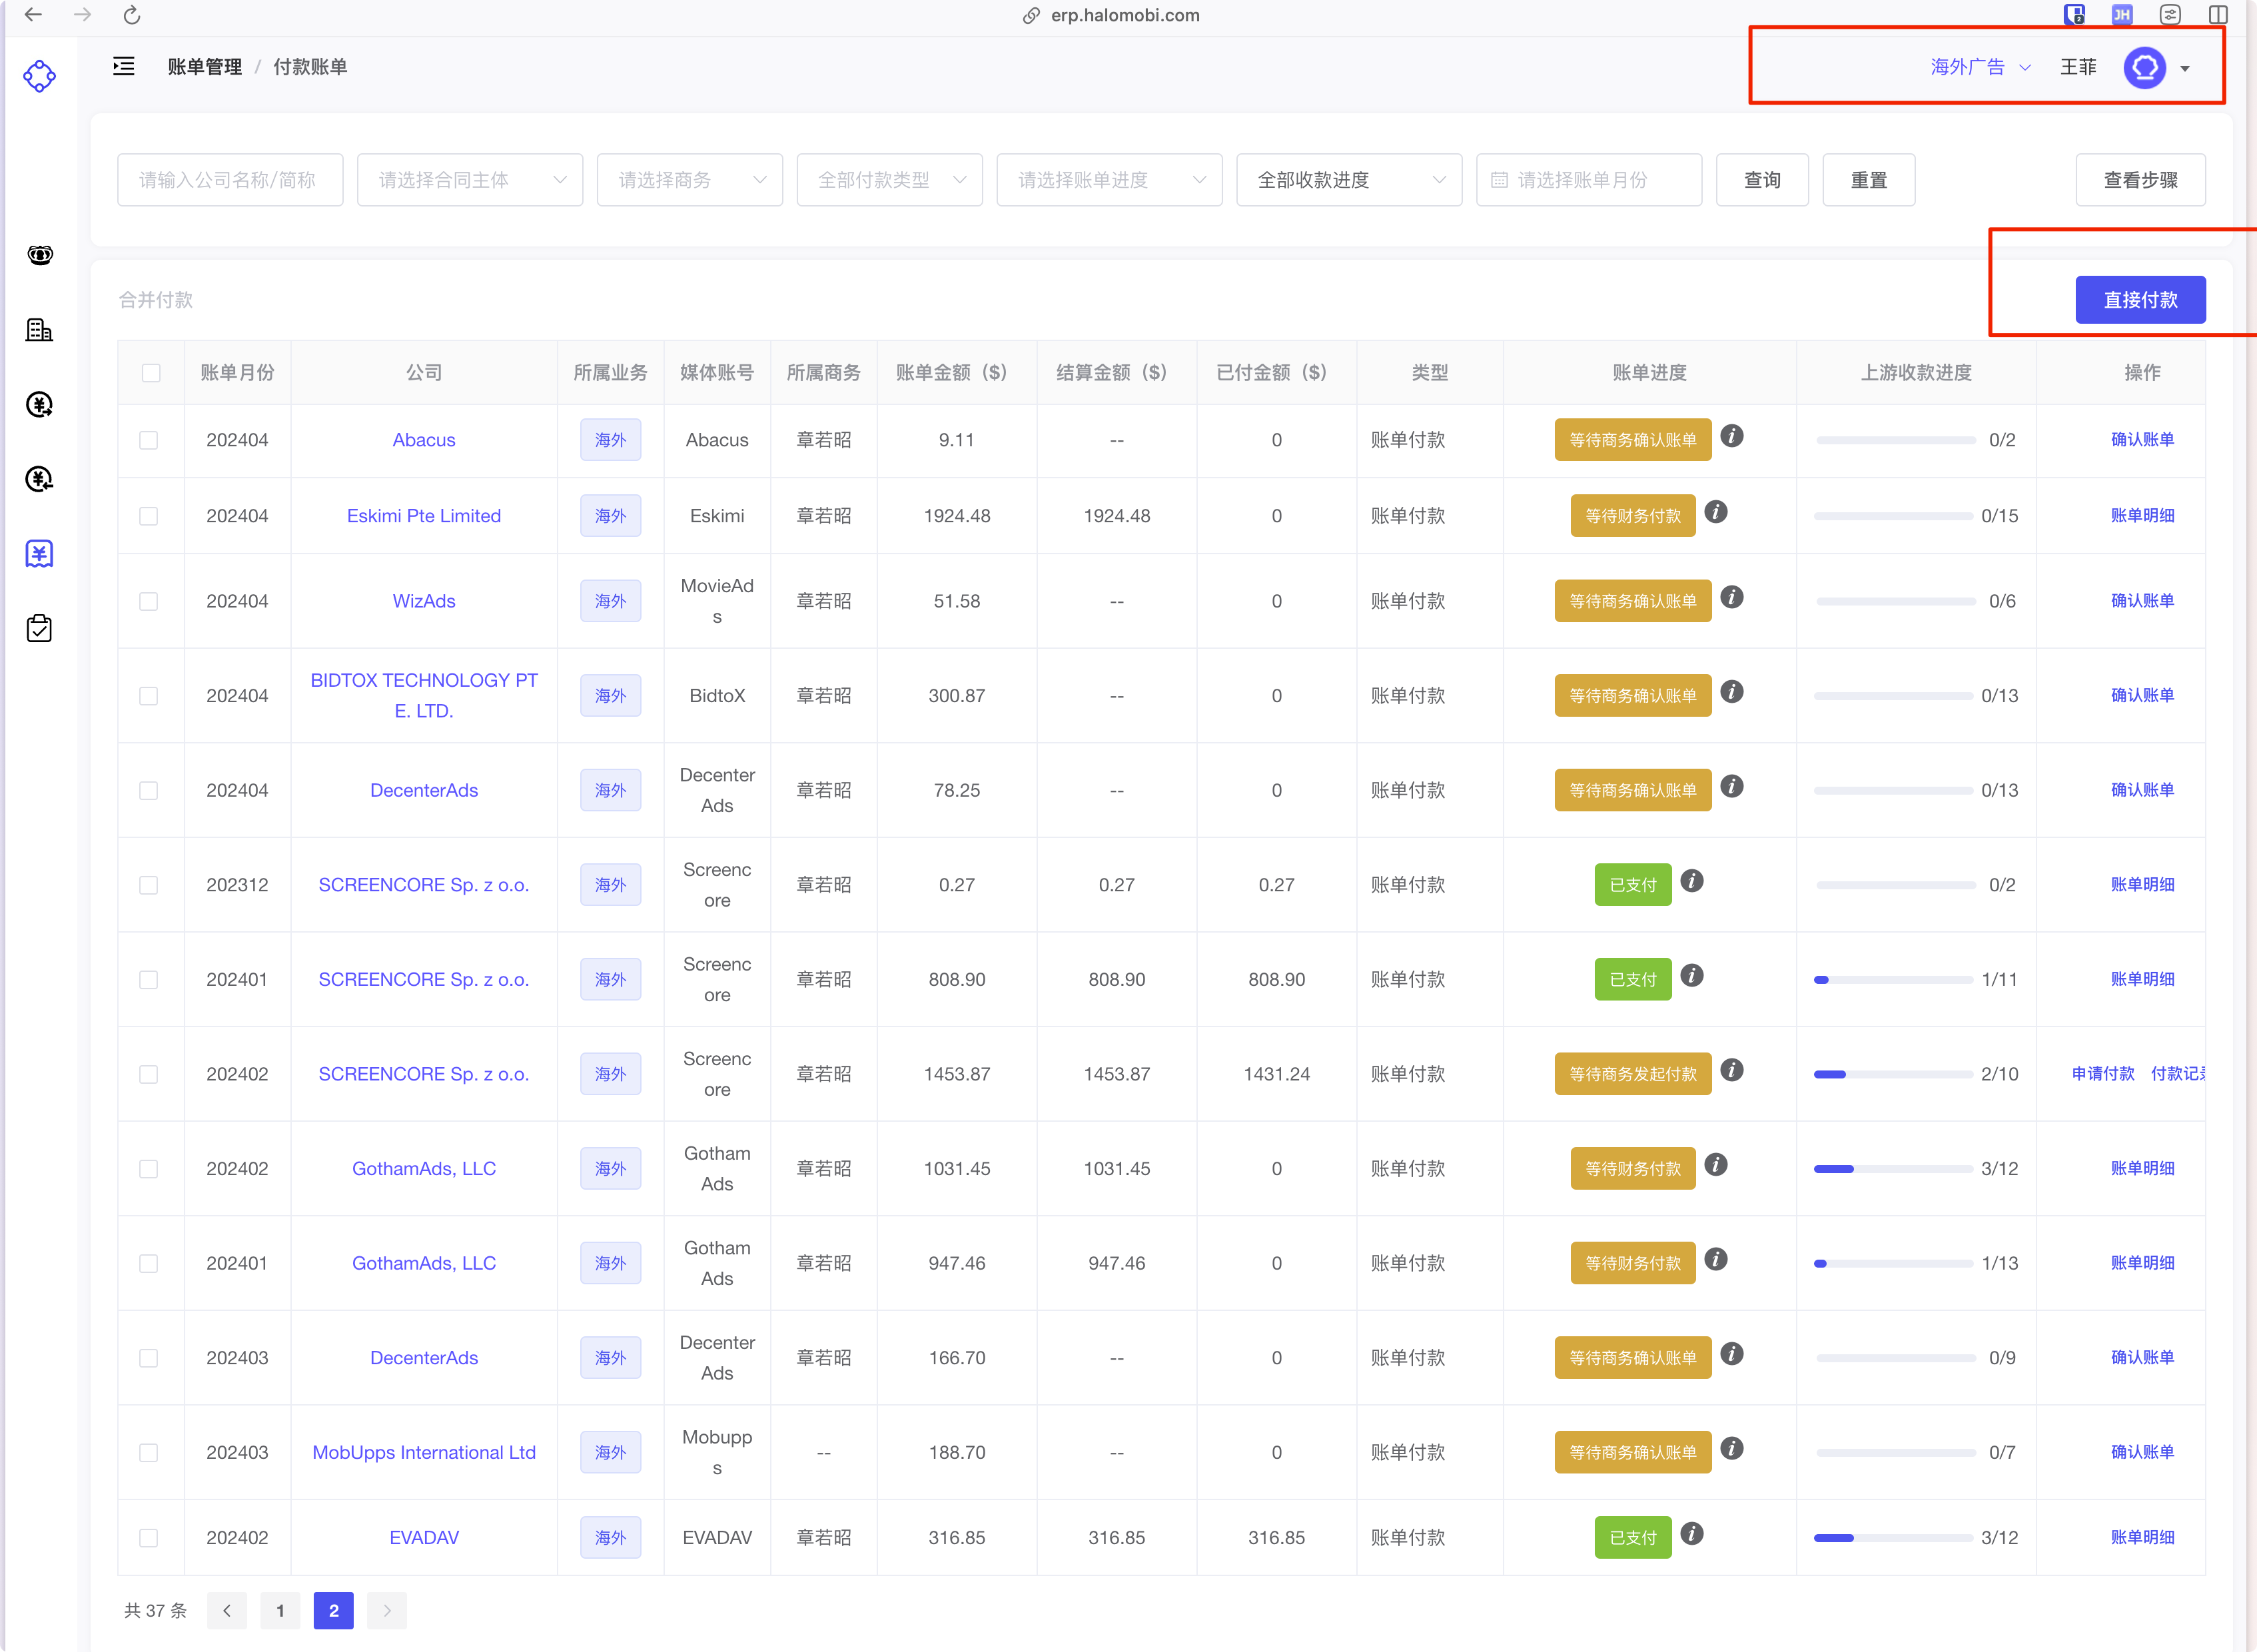 erp.halomobi.com
JH
账单管理 / 付款账单
海外广告 王菲
请输入公司名称/简称 请选择合同主体 请选择商务 全部付款类型 请选择账单进度 全部收款进度 请选择账单月份 查询 重置 查看步骤
合并付款 直接付款
账单月份 公司 所属业务 媒体账号 所属商务 账单金额（$） 结算金额（$） 已付金额（$） 类型 账单进度 上游收款进度 操作
202404 Abacus 海外 Abacus 章若昭 9.11 -- 0 账单付款 等待商务确认账单 0/2 确认账单
202404 Eskimi Pte Limited 海外 Eskimi 章若昭 1924.48 1924.48 0 账单付款 等待财务付款 0/15 账单明细
202404 WizAds 海外 MovieAd
s 章若昭 51.58 -- 0 账单付款 等待商务确认账单 0/6 确认账单
202404 BIDTOX TECHNOLOGY PT
E. LTD. 海外 BidtoX 章若昭 300.87 -- 0 账单付款 等待商务确认账单 0/13 确认账单
202404 DecenterAds 海外 Decenter
Ads 章若昭 78.25 -- 0 账单付款 等待商务确认账单 0/13 确认账单
202312 SCREENCORE Sp. z o.o. 海外 Screenc
ore 章若昭 0.27 0.27 0.27 账单付款 已支付 0/2 账单明细
202401 SCREENCORE Sp. z o.o. 海外 Screenc
ore 章若昭 808.90 808.90 808.90 账单付款 已支付 1/11 账单明细
202402 SCREENCORE Sp. z o.o. 海外 Screenc
ore 章若昭 1453.87 1453.87 1431.24 账单付款 等待商务发起付款 2/10 申请付款 付款记录
202402 GothamAds, LLC 海外 Gotham
Ads 章若昭 1031.45 1031.45 0 账单付款 等待财务付款 3/12 账单明细
202401 GothamAds, LLC 海外 Gotham
Ads 章若昭 947.46 947.46 0 账单付款 等待财务付款 1/13 账单明细
202403 DecenterAds 海外 Decenter
Ads 章若昭 166.70 -- 0 账单付款 等待商务确认账单 0/9 确认账单
202403 MobUpps International Ltd 海外 Mobupp
s -- 188.70 -- 0 账单付款 等待商务确认账单 0/7 确认账单
202402 EVADAV 海外 EVADAV 章若昭 316.85 316.85 316.85 账单付款 已支付 3/12 账单明细
共 37 条 1 2